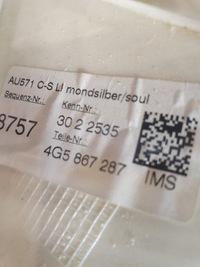 AU571 C-S LI mondsilber/soul
Sequenz-Nr. Kenn-Nr.
8757 30 2 2535
Teile-Nr.
4G5 867 287
IMS